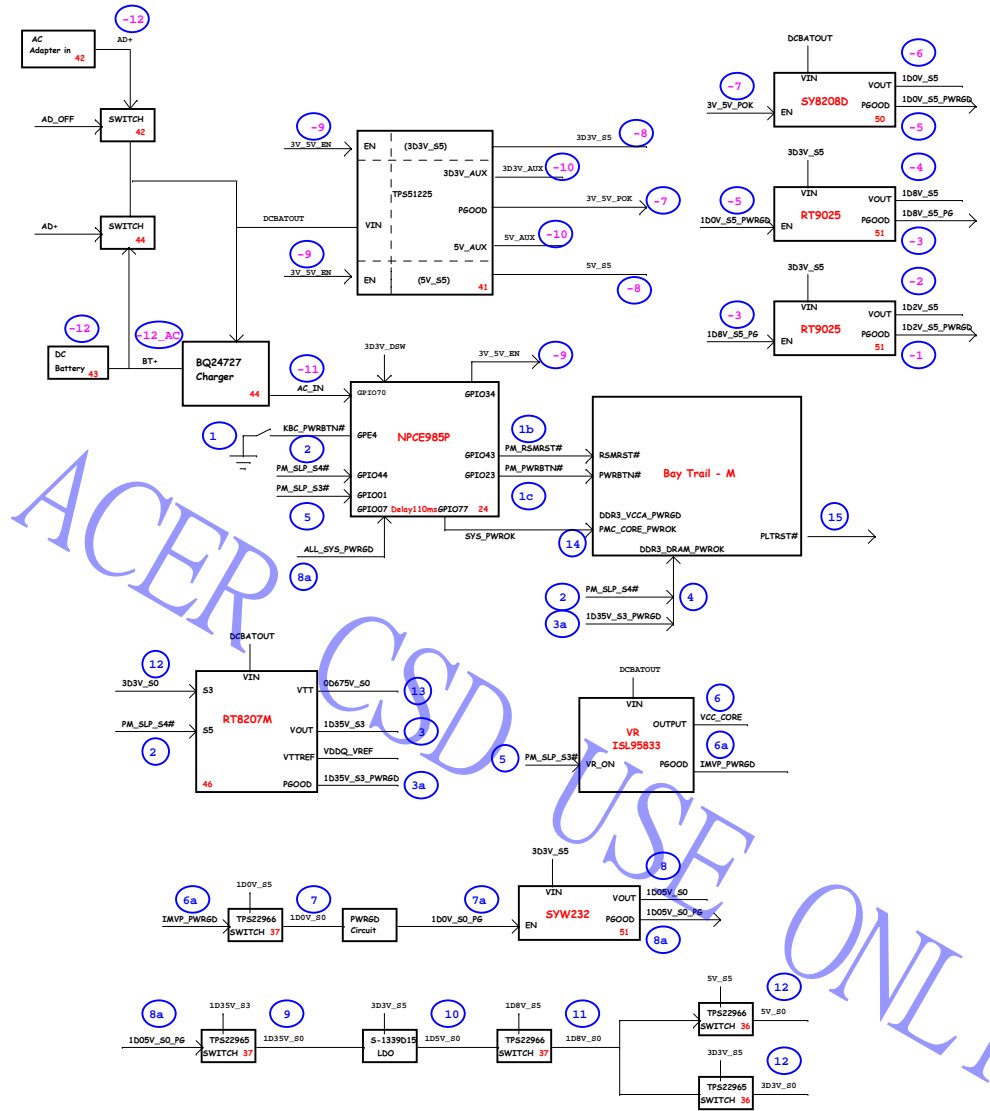 -12
AC
Adapter in
42
AD+
AD_OFF
SWITCH
42
AD+
SWITCH
44
-12
DC
Battery
43
-12_AC
BT+
BQ24727
Charger
44
-11
AC_IN
DCBATOUT
-9
3V_5V_EN
EN
(3D3V_S5)
TPS51225
VIN
3D3V_AUX
PGOOD
5V_AUX
-9
3V_5V_EN
EN
(5V_S5)
41
3D3V_S5
-8
3D3V_AUX
-10
3V_5V_POK
-7
5V_AUX
-10
5V_S5
-8
DCBATOUT
-7
3V_5V_POK
VIN
VOUT
SY8208D
PGOOD
EN
50
-6
1D0V_S5
1D0V_S5_PWRGD
-5
3D3V_S5
-5
1D0V_S5_PWRGD
VIN
VOUT
RT9025
PGOOD
EN
51
-4
1D8V_S5
1D8V_S5_PG
-3
3D3V_S5
-3
1D8V_S5_PG
VIN
VOUT
RT9025
PGOOD
EN
51
-2
1D2V_S5
1D2V_S5_PWRGD
-1
3D3V_DSW
3V_5V_EN
-9
GPIO70
GPIO34
1
KBC_PWRBTN#
GPE4
NPCE985P
2
PM_SLP_S4#
GPIO44
GPIO43
PM_SLP_S3#
GPIO01
GPIO23
5
GPIO07
Delay110ms
GPIO77
24
ALL_SYS_PWRGD
8a
1b
PM_RSMRST#
PM_PWRBTN#
1c
SYS_PWROK
14
RSMRST#
PWRBTN#
Bay Trail - M
DDR3_VCCA_PWRGD
PMC_CORE_PWROK
DDR3_DRAM_PWROK
PLTRST#
15
2
PM_SLP_S4#
4
3a
1D35V_S3_PWRGD
DCBATOUT
12
3D3V_S0
PM_SLP_S4#
2
VIN
S3
VTT
RT8207M
S5
VOUT
VTTREF
46
PGOOD
0D675V_S0
13
1D35V_S3
3
VDDQ_VREF
1D35V_S3_PWRGD
3a
DCBATOUT
5
PM_SLP_S3#
VIN
OUTPUT
VR
ISL95833
VR_ON
PGOOD
6
VCC_CORE
6a
IMVP_PWRGD
6a
IMVP_PWRGD
1D0V_S5
TPS22966
SWITCH 37
7
1D0V_S0
PWRGD
Circuit
7a
1D0V_S0_PG
3D3V_S5
VIN
VOUT
SYW232
PGOOD
EN
51
8
1D05V_S0
1D05V_S0_PG
8a
8a
1D05V_S0_PG
1D35V_S3
TPS22965
SWITCH 37
9
1D35V_S0
3D3V_S5
S-1339D15
LDO
10
1D5V_S0
1D8V_S5
TPS22966
SWITCH 37
11
1D8V_S0
5V_S5
TPS22966
SWITCH 36
12
5V_S0
3D3V_S5
TPS22965
SWITCH 36
12
3D3V_S0
ACER CSD USE ONL